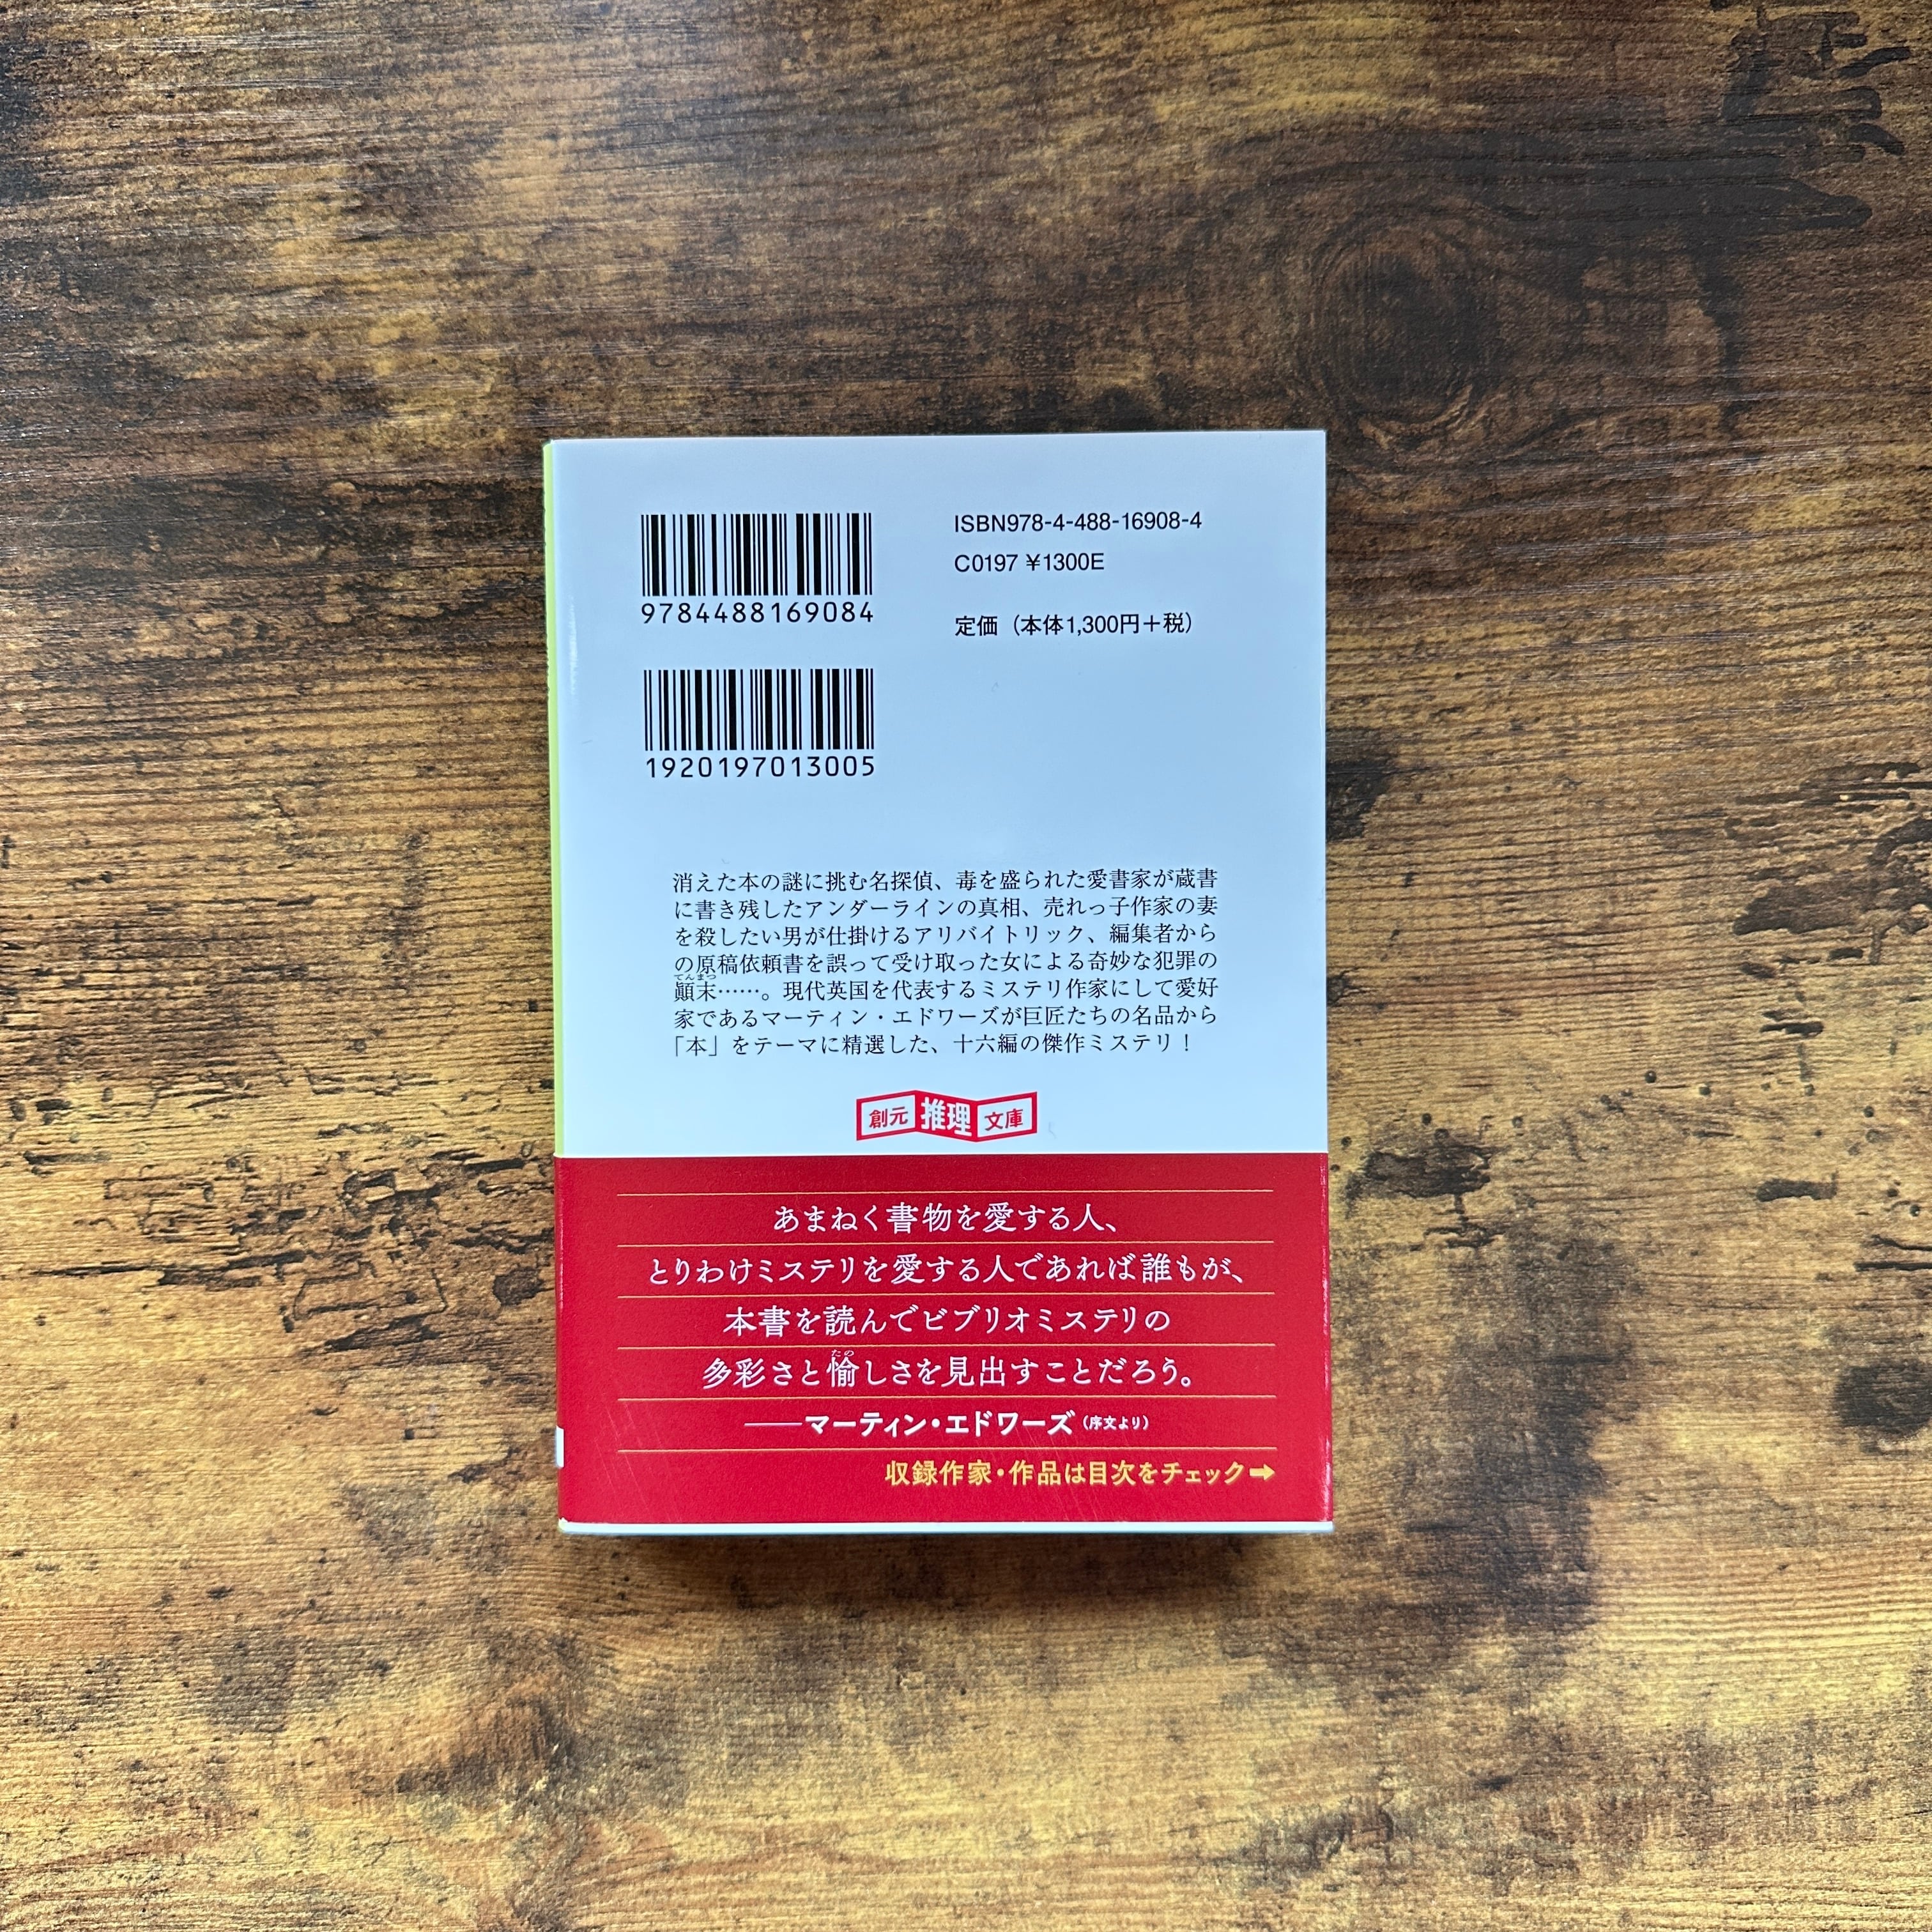 9784488169084
ISBN978-4-488-16908-4
C0197 ¥1300E
定価（本体1,300円＋税）
1920197013005
消えた本の謎に挑む名探偵、毒を盛られた愛書家が蔵書
に書き残したアンダーラインの真相、売れっ子作家の妻
を殺したい男が仕掛けるアリバイトリック、編集者から
の原稿依頼書を誤って受け取った女による奇妙な犯罪の
てんまつ
顚末……。現代英国を代表するミステリ作家にして愛好
家であるマーティン・エドワーズが巨匠たちの名品から
「本」をテーマに精選した、十六編の傑作ミステリ！
創元推理文庫
あまねく書物を愛する人、
とりわけミステリを愛する人であれば誰もが、
本書を読んでビブリオミステリの
たの
多彩さと愉しさを見出すことだろう。
――マーティン・エドワーズ（序文より）
収録作家・作品は目次をチェック➡